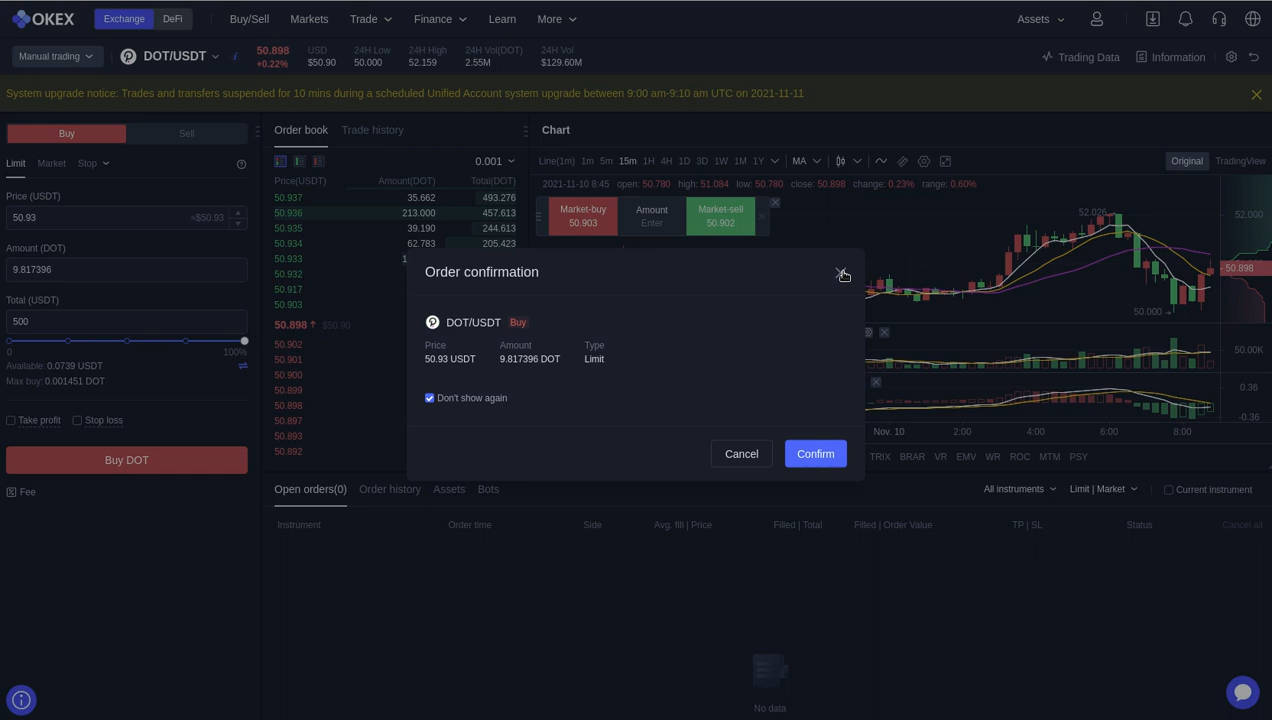 OKEX Exchange DeFi Buy/Sell Markets Trade Finance Learn More Assets
Manual trading DOT/USDT f 50.898 +0.22% USD $50.90 24H Low 50.000 24H High 52.159 24H Vol(DOT) 2.55M 24H Vol $129.60M Trading Data Information
System upgrade notice: Trades and transfers suspended for 10 mins during a scheduled Unified Account system upgrade between 9:00 am-9:10 am UTC on 2021-11-11
Buy Sell
Limit Market Stop
Price (USDT)
50.93 ≈$50.93
Amount (DOT)
9.817396
Total (USDT)
500
0 100%
Available: 0.0739 USDT
Max buy: 0.001451 DOT
Take profit Stop loss
Buy DOT
Fee
Order book Trade history
0.001
Price(USDT) Amount(DOT) Total(DOT)
50.937 35.662 493.276
50.936 213.000 457.613
50.935 39.190 244.613
50.934 62.783 205.423
50.933
50.932
50.917
50.903
50.898 $50.90
50.902
50.901
50.900
50.899
50.898
50.897
50.893
50.892
Chart
Line(1m) 1m 5m 15m 1H 4H 1D 3D 1W 1M 1Y MA Original TradingView
2021-11-10 8:45 open: 50.780 high: 51.084 low: 50.780 close: 50.898 change: 0.23% range: 0.60%
Market-buy Amount Market-sell
50.903 Enter 50.902
52.026
52.000
50.898
50.000
50.00K
0.36
-0.36
Nov. 10 2:00 4:00 6:00 8:00
TRIX BRAR VR EMV WR ROC MTM PSY
Order confirmation
DOT/USDT Buy
Price Amount Type
50.93 USDT 9.817396 DOT Limit
Don't show again
Cancel Confirm
Open orders(0) Order history Assets Bots All instruments Limit | Market Current instrument
Instrument Order time Side Avg. fill | Price Filled | Total Filled | Order Value TP | SL Status Cancel all
No data